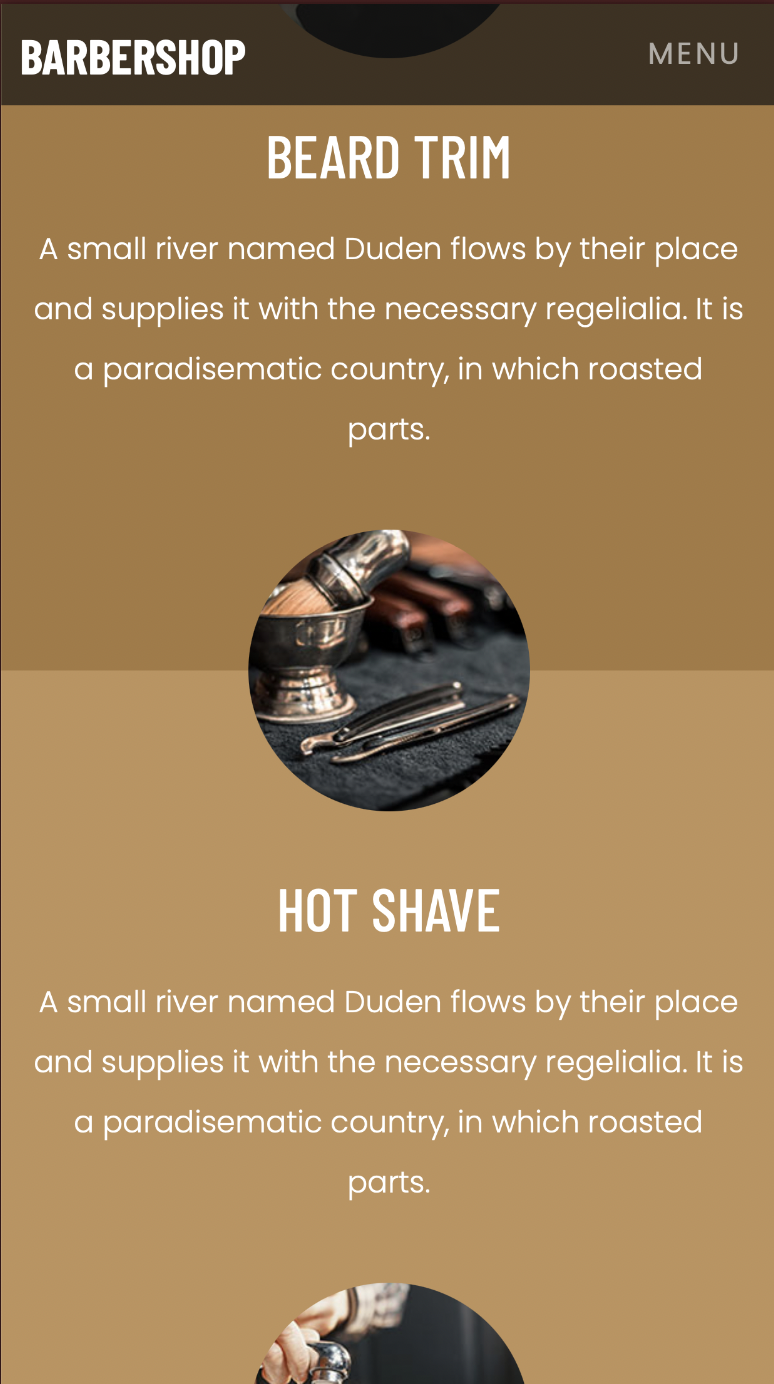 BARBERSHOP
MENU
BEARD TRIM
A small river named Duden flows by their place
and supplies it with the necessary regelialia. It is
a paradisematic country, in which roasted
parts.
HOT SHAVE
A small river named Duden flows by their place
and supplies it with the necessary regelialia. It is
a paradisematic country, in which roasted
parts.